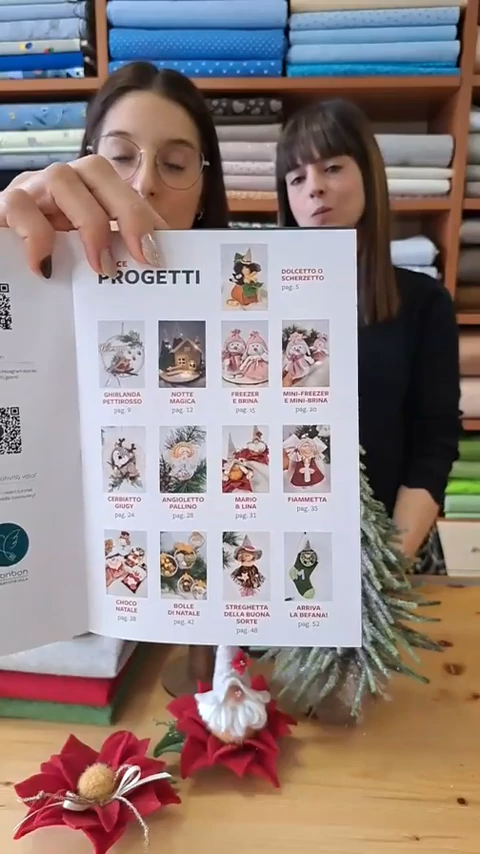 PROGETTI
DOLCETTO O
SCHERZETTO
pag. 5
GHIRLANDA
PETTIROSSO
pag. 9
NOTTE
MAGICA
pag. 12
FREEZER
E BRINA
pag. 15
MINI-FREEZER
E MINI-BRINA
pag. 20
CERBIATTO
GIUGY
pag. 24
ANGIOLETTO
PALLINO
pag. 28
MARIO
& LINA
pag. 31
FIAMMETTA
pag. 35
CHOCO
NATALE
pag. 38
BOLLE
DI NATALE
pag. 42
STREGHETTA
DELLA BUONA
SORTE
pag. 48
ARRIVA
LA BEFANA!
pag. 52